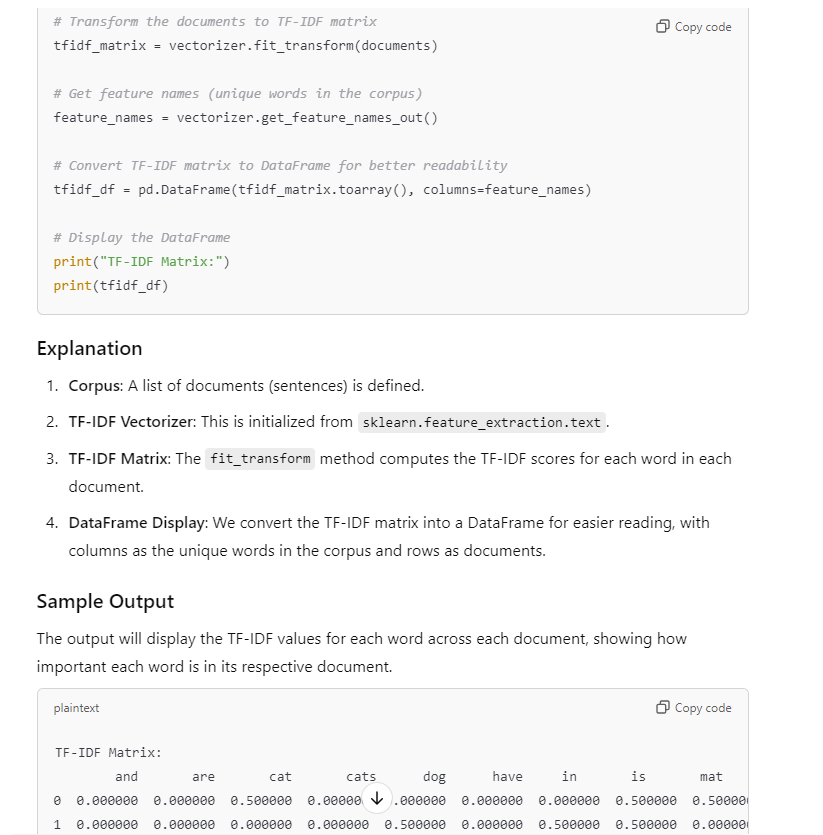 # Transform the documents to TF-IDF matrix
Copy code
tfidf_matrix = vectorizer.fit_transform(documents)
# Get feature names (unique words in the corpus)
feature_names = vectorizer.get_feature_names_out()
# Convert TF-IDF matrix to DataFrame for better readability
tfidf_df = pd.DataFrame(tfidf_matrix.toarray(), columns=feature_names)
# Display the DataFrame
print("TF-IDF Matrix:")
print(tfidf_df)
Explanation
1. Corpus: A list of documents (sentences) is defined.
2. TF-IDF Vectorizer: This is initialized from sklearn.feature_extraction.text.
3. TF-IDF Matrix: The fit_transform method computes the TF-IDF scores for each word in each
document.
4. DataFrame Display: We convert the TF-IDF matrix into a DataFrame for easier reading, with
columns as the unique words in the corpus and rows as documents.
Sample Output
The output will display the TF-IDF values for each word across each document, showing how
important each word is in its respective document.
plaintext Copy code
TF-IDF Matrix:
and are cat cats dog have in is mat
0 0.000000 0.000000 0.500000 0.00000 .000000 0.000000 0.000000 0.500000 0.50000
1 0.000000 0.000000 0.000000 0.000000 0.500000 0.000000 0.500000 0.500000 0.00000